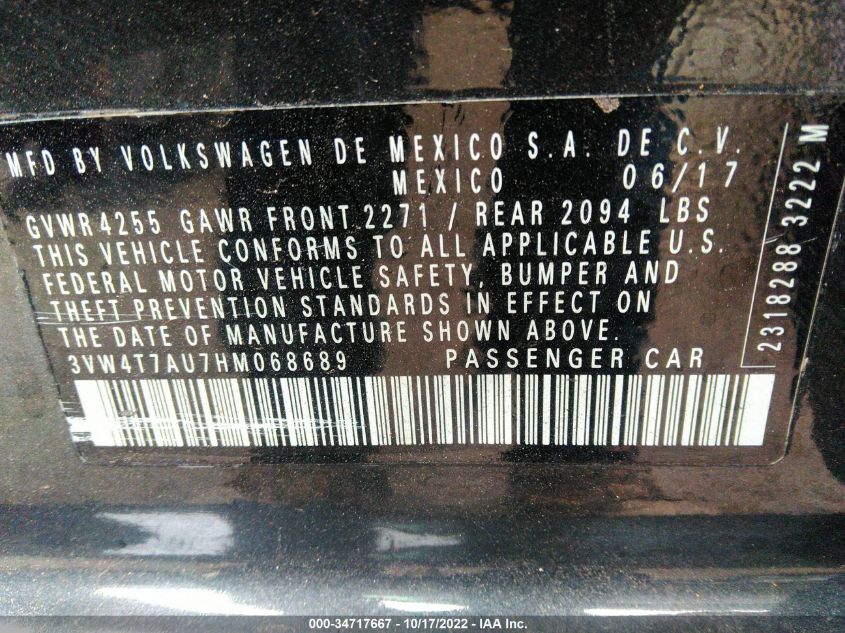 MFD BY VOLKSWAGEN DE MEXICO S.A. DE C.V.
MEXICO 06/17
GVWR4255 GAWR FRONT 2271 / REAR 2094 LBS
THIS VEHICLE CONFORMS TO ALL APPLICABLE U.S.
FEDERAL MOTOR VEHICLE SAFETY, BUMPER AND
THEFT PREVENTION STANDARDS IN EFFECT ON
THE DATE OF MANUFACTURE SHOWN ABOVE.
3VW4T7AU7HM068689 PASSENGER CAR
2318288 3222 M
000-34717667 - 10/17/2022 - IAA Inc.